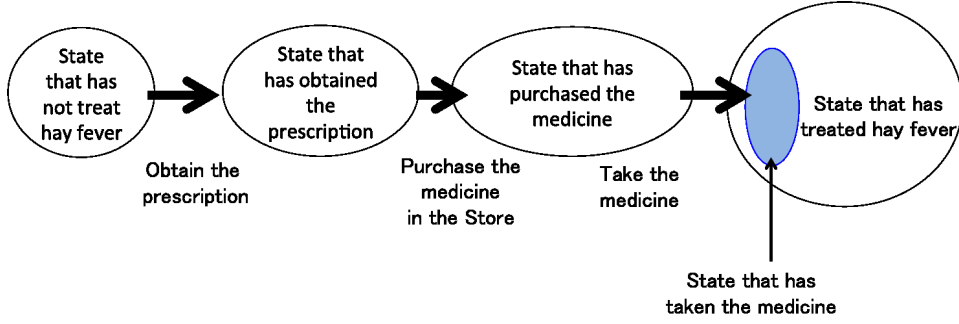 State
that has
not treat
hay fever
State that
has obtained
the
prescription
State that has
purchased the
medicine
State that has
treated hay fever
Obtain the
prescription
Purchase the
medicine
in the Store
Take the
medicine
State that has
taken the medicine